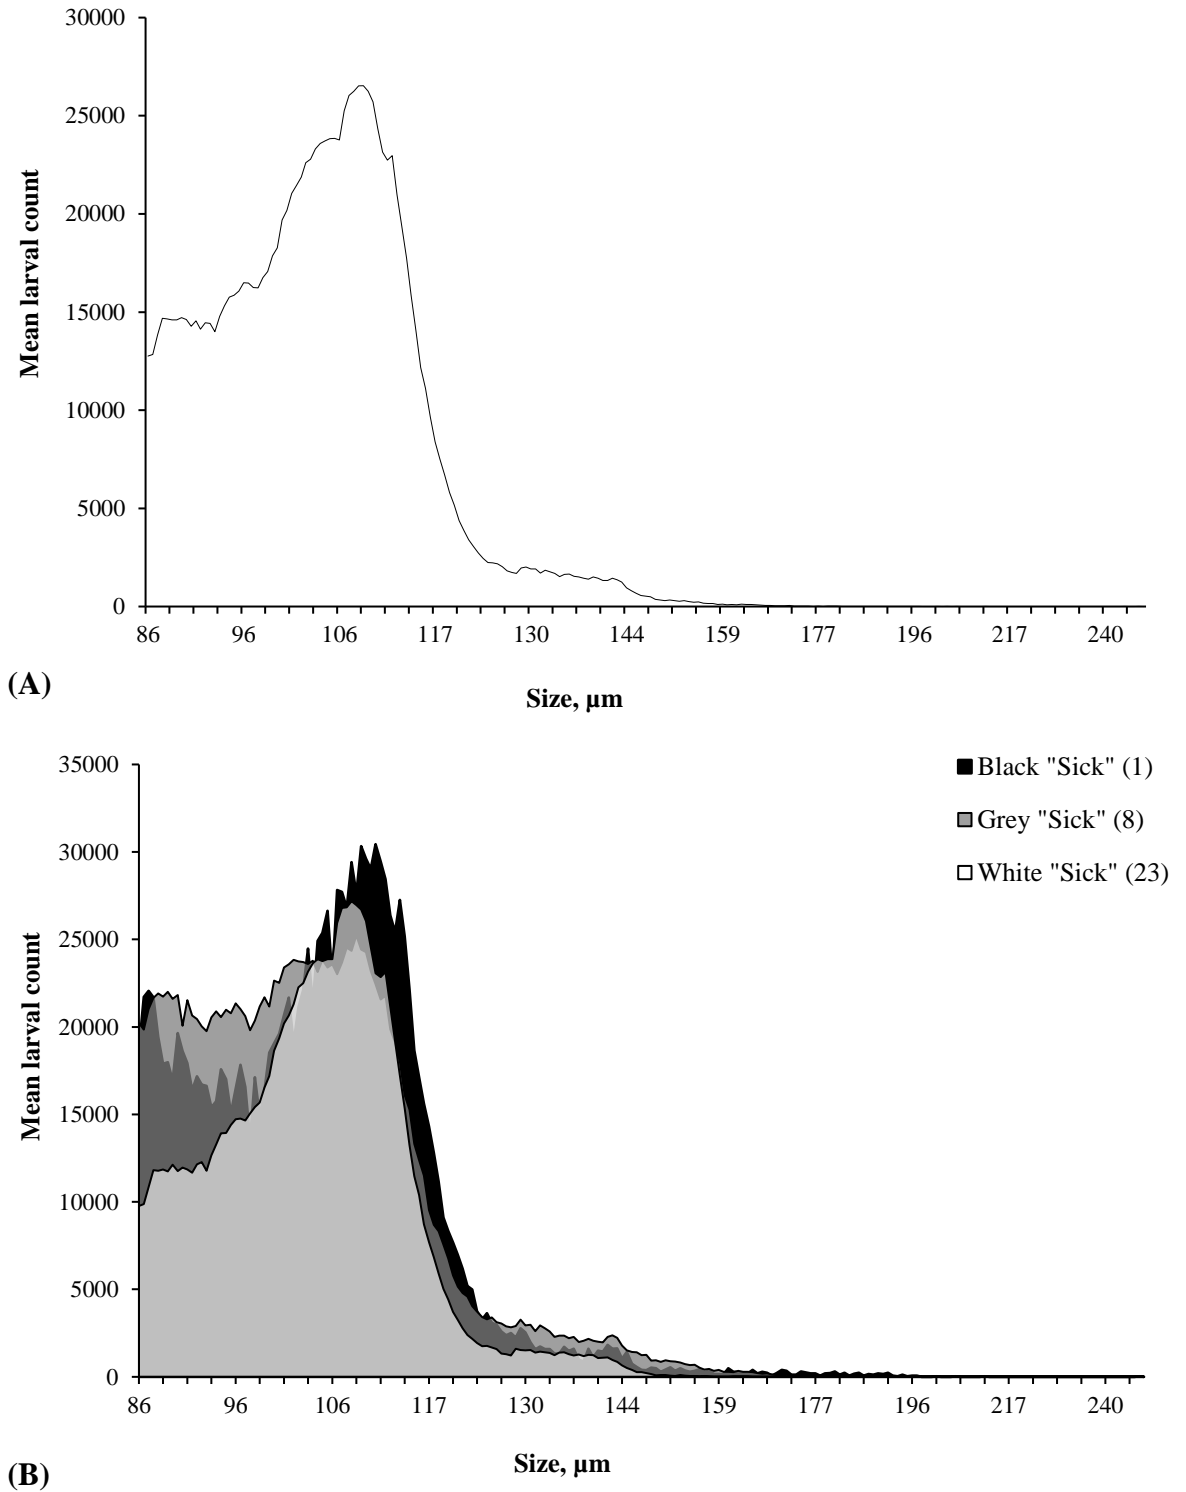 30000
25000
20000
15000
10000
5000
0
Mean larval count
86 96 106 117 130 144 159 177 196 217 240
(A)
Size, µm
35000
30000
25000
20000
15000
10000
5000
0
Mean larval count
Black "Sick" (1)
Grey "Sick" (8)
White "Sick" (23)
86 96 106 117 130 144 159 177 196 217 240
Size, µm
(B)